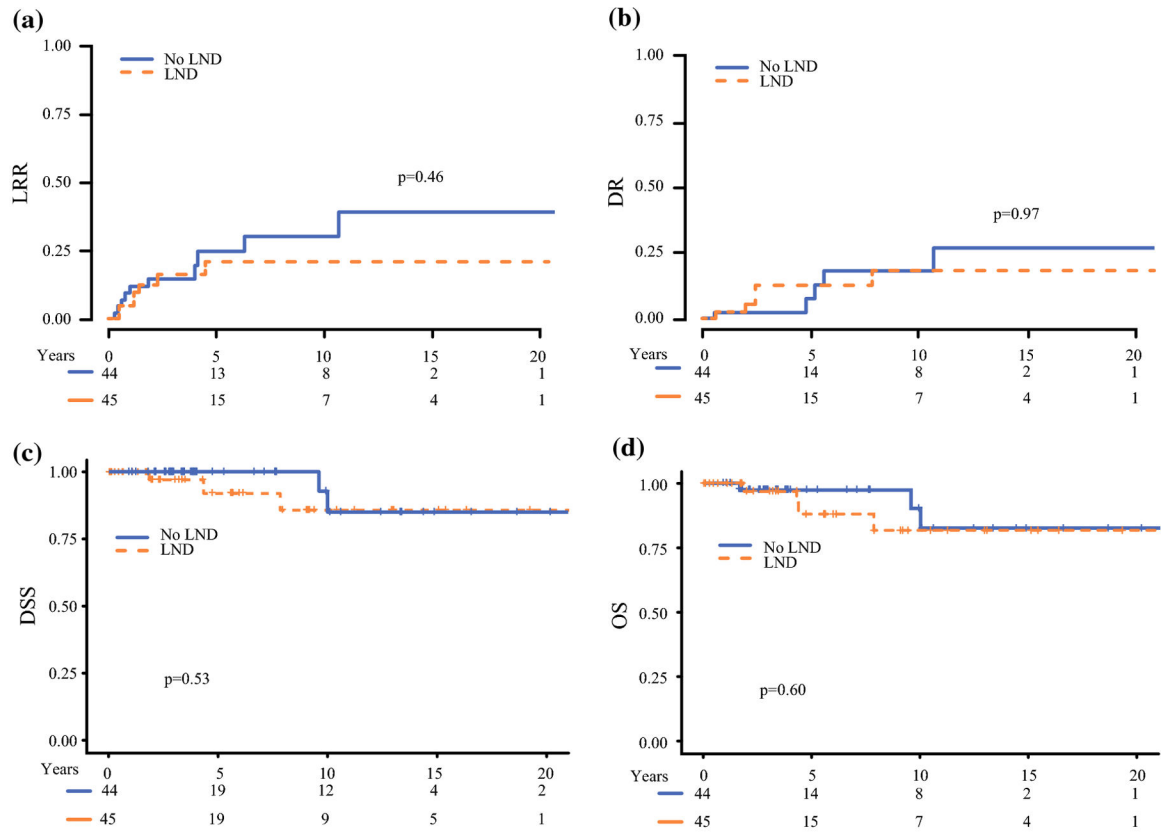 (a)
1.00
0.75
0.50
0.25
0.00
LRR
No LND
LND
p=0.46
Years 0 5 10 15 20
44 13 8 2 1
45 15 7 4 1
(b)
1.00
0.75
0.50
0.25
0.00
DR
No LND
LND
p=0.97
Years 0 5 10 15 20
44 14 8 2 1
45 15 7 4 1
(c)
1.00
0.75
0.50
0.25
0.00
DSS
No LND
LND
p=0.53
Years 0 5 10 15 20
44 19 12 4 2
45 19 9 5 1
(d)
1.00
0.75
0.50
0.25
0.00
OS
No LND
LND
p=0.60
Years 0 5 10 15 20
44 14 8 2 1
45 15 7 4 1